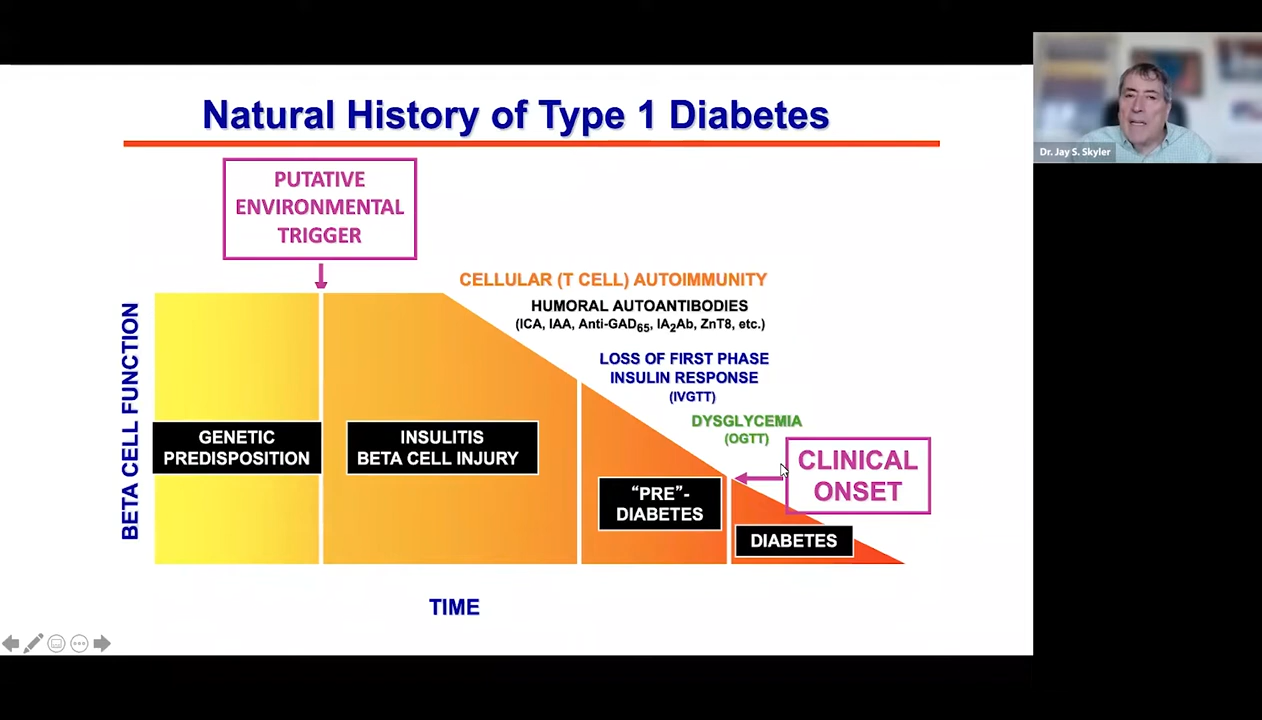 Natural History of Type 1 Diabetes
Dr. Jay S. Skyler
PUTATIVE
ENVIRONMENTAL
TRIGGER
CELLULAR (T CELL) AUTOIMMUNITY
HUMORAL AUTOANTIBODIES
(ICA, IAA, Anti-GAD65, IA2Ab, ZnT8, etc.)
LOSS OF FIRST PHASE
INSULIN RESPONSE
(IVGTT)
DYSGLYCEMIA
(OGTT)
CLINICAL
ONSET
BETA CELL FUNCTION
GENETIC
PREDISPOSITION
INSULITIS
BETA CELL INJURY
“PRE”-
DIABETES
DIABETES
TIME